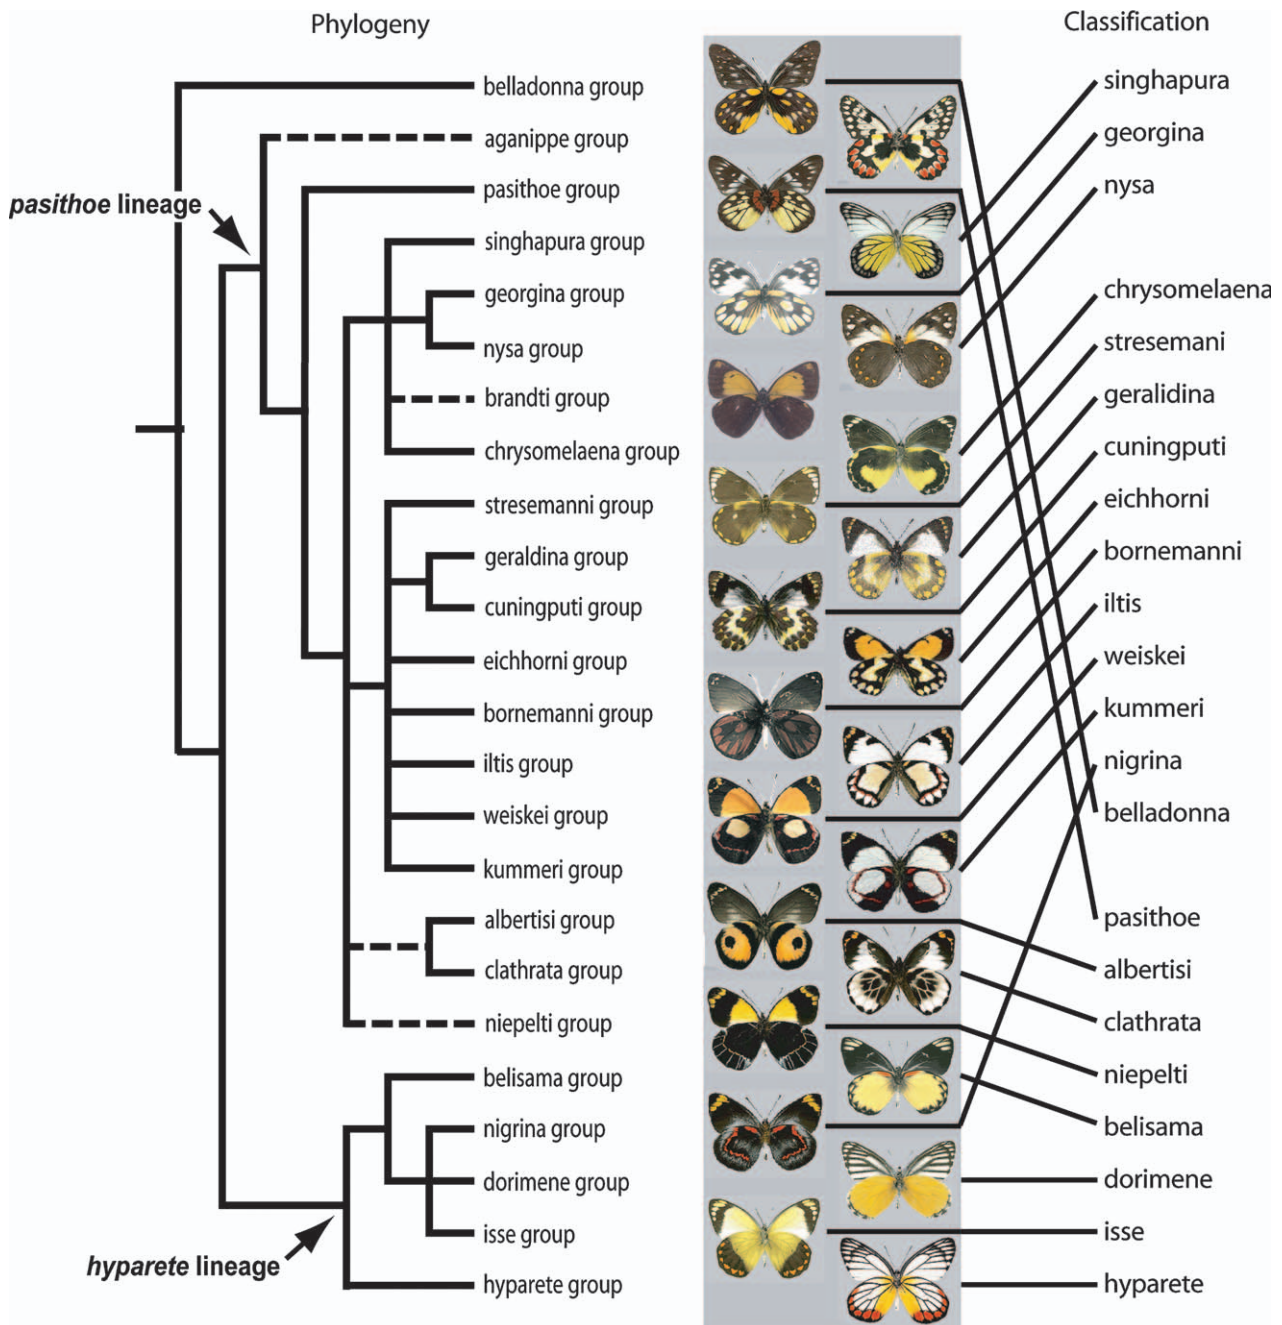 Phylogeny
Classification
belladonna group
aganippe group
pasithoe lineage
pasithoe group
singhapura group
georgina group
nysa group
brandti group
chrysomelaena group
stresemanni group
geraldina group
cuningputi group
eichhorni group
bornemanni group
iltis group
weiskei group
kummeri group
albertisi group
clathrata group
niepelti group
belisama group
nigrina group
dorimene group
isse group
hyparete lineage
hyparete group
singhapura
georgina
nysa
chrysomelaena
stresemani
geralidina
cuningputi
eichhorni
bornemanni
iltis
weiskei
kummeri
nigrina
belladonna
pasithoe
albertisi
clathrata
niepelti
belisama
dorimene
isse
hyparete